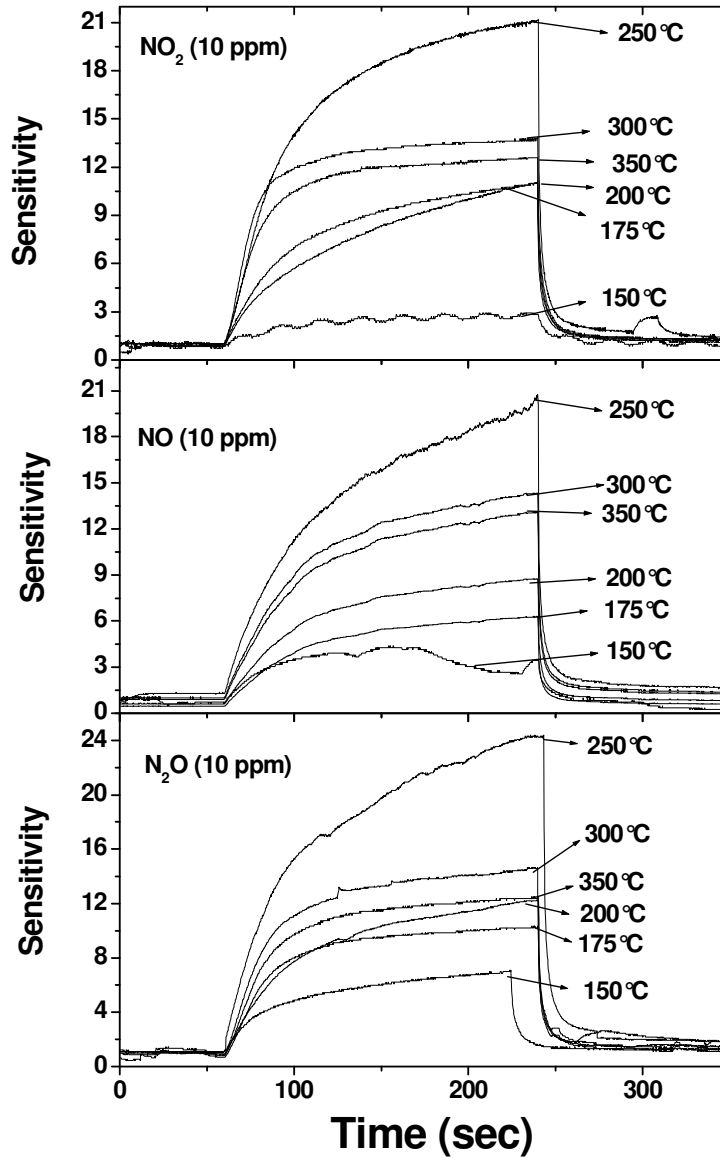 NO2 (10 ppm)
Sensitivity
21
18
15
12
9
6
3
0
250°C
300°C
350°C
200°C
175°C
150°C
NO (10 ppm)
Sensitivity
21
18
15
12
9
6
3
0
250°C
300°C
350°C
200°C
175°C
150°C
N2O (10 ppm)
Sensitivity
24
20
16
12
8
4
0
250°C
300°C
350°C
200°C
175°C
150°C
0 100 200 300
Time (sec)